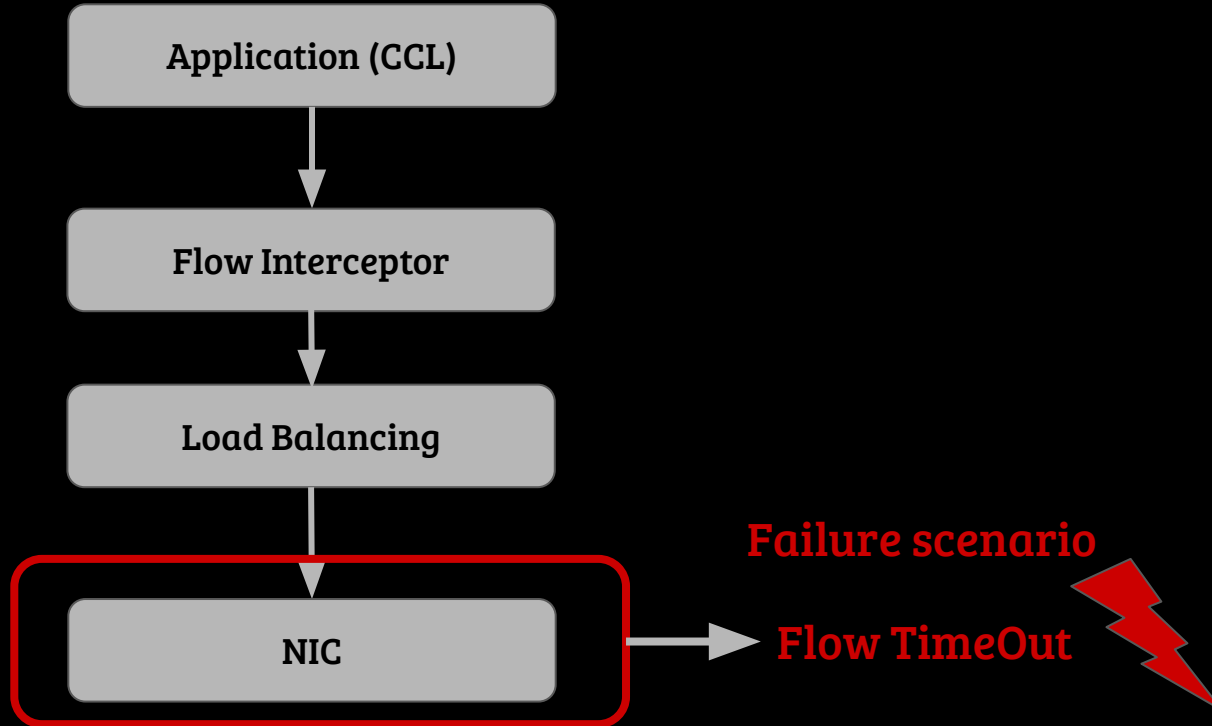 Application (CCL)
Flow Interceptor
Load Balancing
Failure scenario
NIC
Flow TimeOut